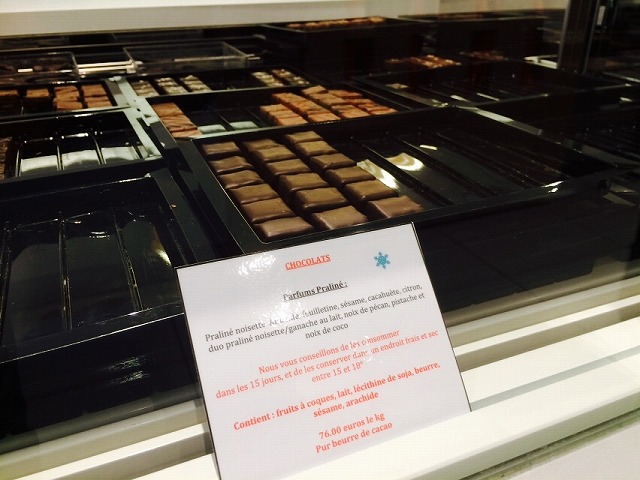 CHOCOLATS
Parfums Praliné :
Praliné noisette feuilletine, sésame, cacahuète, citron,
duo praliné noisette/ganache au lait, noix de pécan, pistache et
noix de coco
Nous vous conseillons de les consommer
dans les 15 jours, et de les conserver dans un endroit frais et sec
entre 15 et 18°
Contient : fruits à coques, lait, lécithine de soja, beurre,
sésame, arachide
76.00 euros le kg
Pur beurre de cacao